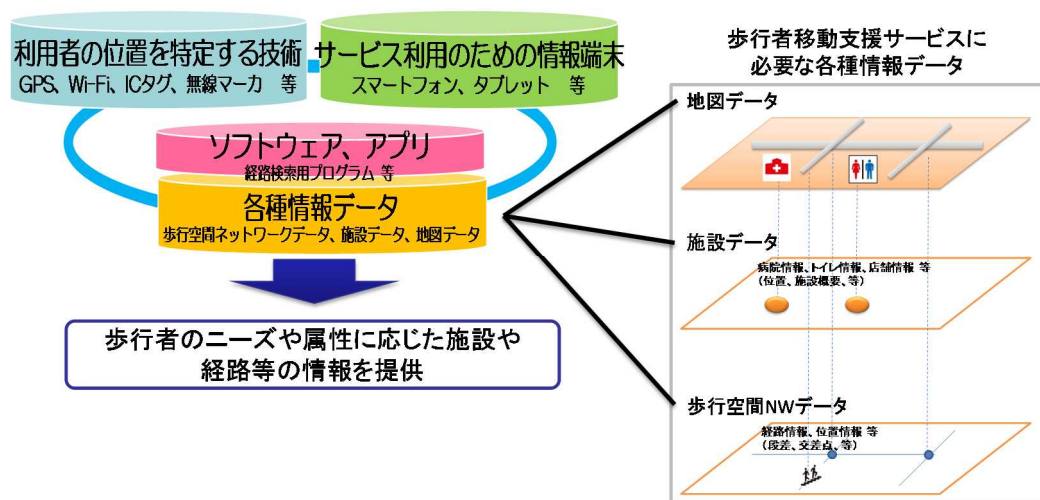 利用者の位置を特定する技術
GPS、Wi-Fi、ICタグ、無線マーカ　等
サービス利用のための情報端末
スマートフォン、タブレット　等
ソフトウェア、アプリ
経路検索用プログラム 等
各種情報データ
歩行空間ネットワークデータ、施設データ、地図データ
歩行者のニーズや属性に応じた施設や
経路等の情報を提供
歩行者移動支援サービスに
必要な各種情報データ
地図データ
施設データ
病院情報、トイレ情報、店舗情報 等
（位置、施設概要、等）
歩行空間NWデータ
経路情報、位置情報 等
（段差、交差点、等）